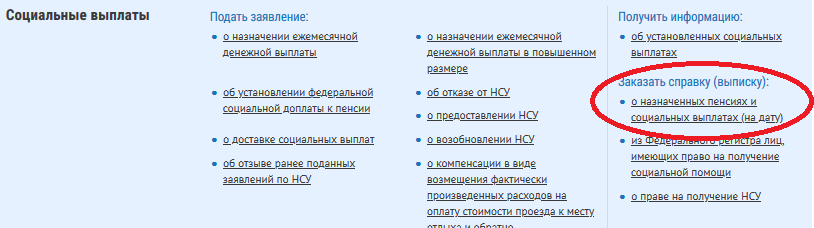 Социальные выплаты
Подать заявление:
о назначении ежемесячной
денежной выплаты
об установлении федеральной
социальной доплаты к пенсии
о доставке социальных выплат
об отзыве ранее поданных
заявлений по НСУ
о назначении ежемесячной
денежной выплаты в повышенном
размере
об отказе от НСУ
о предоставлении НСУ
о возобновлении НСУ
о компенсации в виде
возмещения фактически
произведенных расходов на
оплату стоимости проезда к месту
отдыха и обратно
Получить информацию:
об установленных социальных
выплатах
Заказать справку (выписку):
о назначенных пенсиях и
социальных выплатах (на дату)
из Федерального регистра лиц,
имеющих право на получение
социальной помощи
о праве на получение НСУ